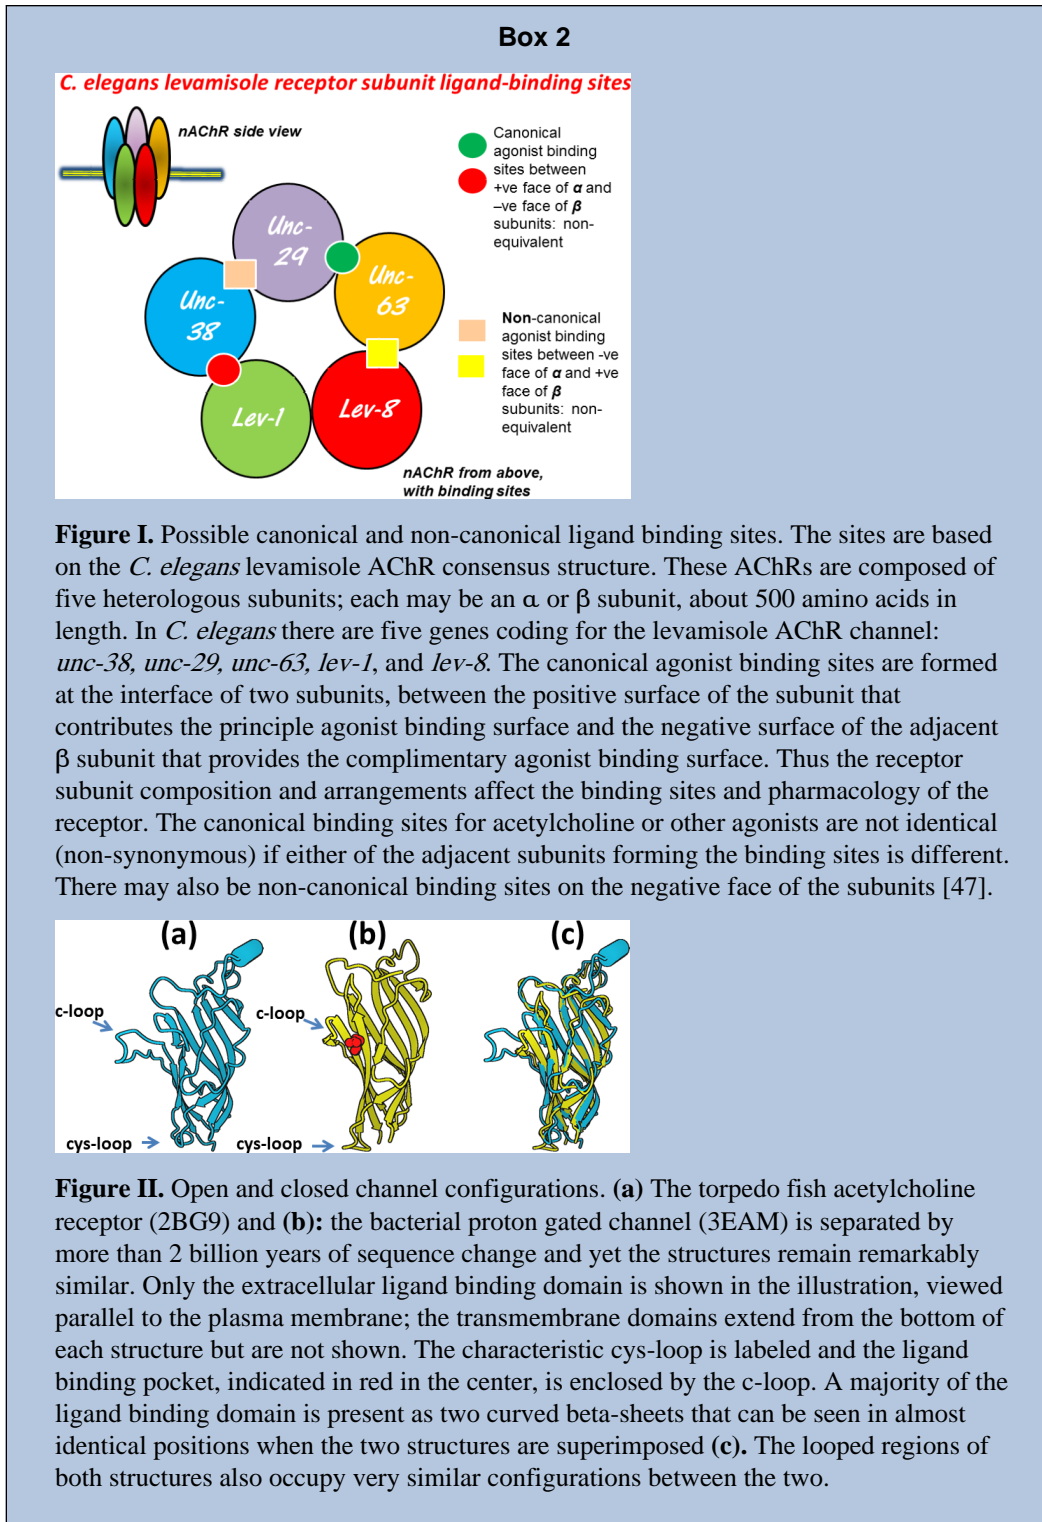 Box 2
C. elegans levamisole receptor subunit ligand-binding sites
nAChR side view
Canonical
agonist binding
sites between
+ve face of α and
–ve face of β
subunits: non-
equivalent
Unc-
29
Unc-
63
Unc-
38
Lev-1
Lev-8
Non-canonical
agonist binding
sites between -ve
face of α and +ve
face of β
subunits: non-
equivalent
nAChR from above,
with binding sites
Figure I. Possible canonical and non-canonical ligand binding sites. The sites are based
on the C. elegans levamisole AChR consensus structure. These AChRs are composed of
five heterologous subunits; each may be an α or β subunit, about 500 amino acids in
length. In C. elegans there are five genes coding for the levamisole AChR channel:
unc-38, unc-29, unc-63, lev-1, and lev-8. The canonical agonist binding sites are formed
at the interface of two subunits, between the positive surface of the subunit that
contributes the principle agonist binding surface and the negative surface of the adjacent
β subunit that provides the complimentary agonist binding surface. Thus the receptor
subunit composition and arrangements affect the binding sites and pharmacology of the
receptor. The canonical binding sites for acetylcholine or other agonists are not identical
(non-synonymous) if either of the adjacent subunits forming the binding sites is different.
There may also be non-canonical binding sites on the negative face of the subunits [47].
(a) (b) (c)
c-loop c-loop
cys-loop cys-loop
Figure II. Open and closed channel configurations. (a) The torpedo fish acetylcholine
receptor (2BG9) and (b): the bacterial proton gated channel (3EAM) is separated by
more than 2 billion years of sequence change and yet the structures remain remarkably
similar. Only the extracellular ligand binding domain is shown in the illustration, viewed
parallel to the plasma membrane; the transmembrane domains extend from the bottom of
each structure but are not shown. The characteristic cys-loop is labeled and the ligand
binding pocket, indicated in red in the center, is enclosed by the c-loop. A majority of the
ligand binding domain is present as two curved beta-sheets that can be seen in almost
identical positions when the two structures are superimposed (c). The looped regions of
both structures also occupy very similar configurations between the two.